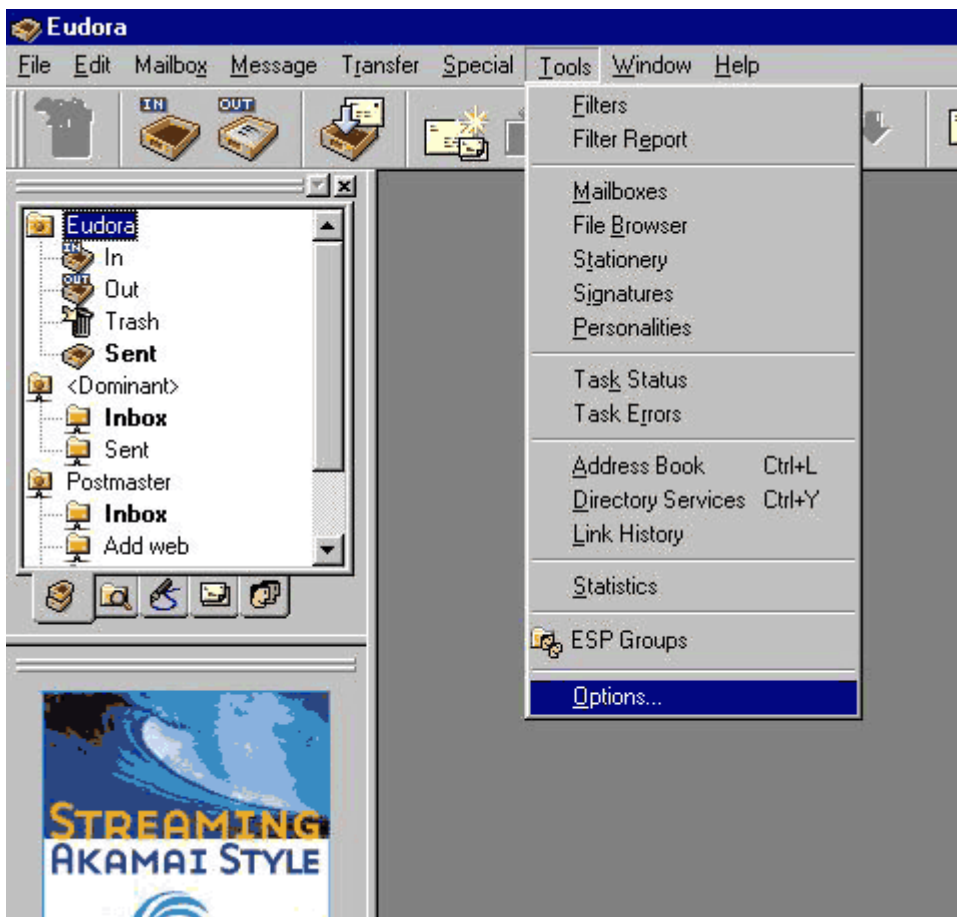 Eudora
File Edit Mailbox Message Transfer Special Tools Window Help
IN OUT
Filters
Filter Report
Mailboxes
File Browser
Stationery
Signatures
Personalities
Task Status
Task Errors
Address Book Ctrl+L
Directory Services Ctrl+Y
Link History
Statistics
ESP Groups
Options...
Eudora
IN
In
OUT
Out
Trash
Sent
<Dominant>
Inbox
Sent
Postmaster
Inbox
Add web
STREAMING
AKAMAI STYLE